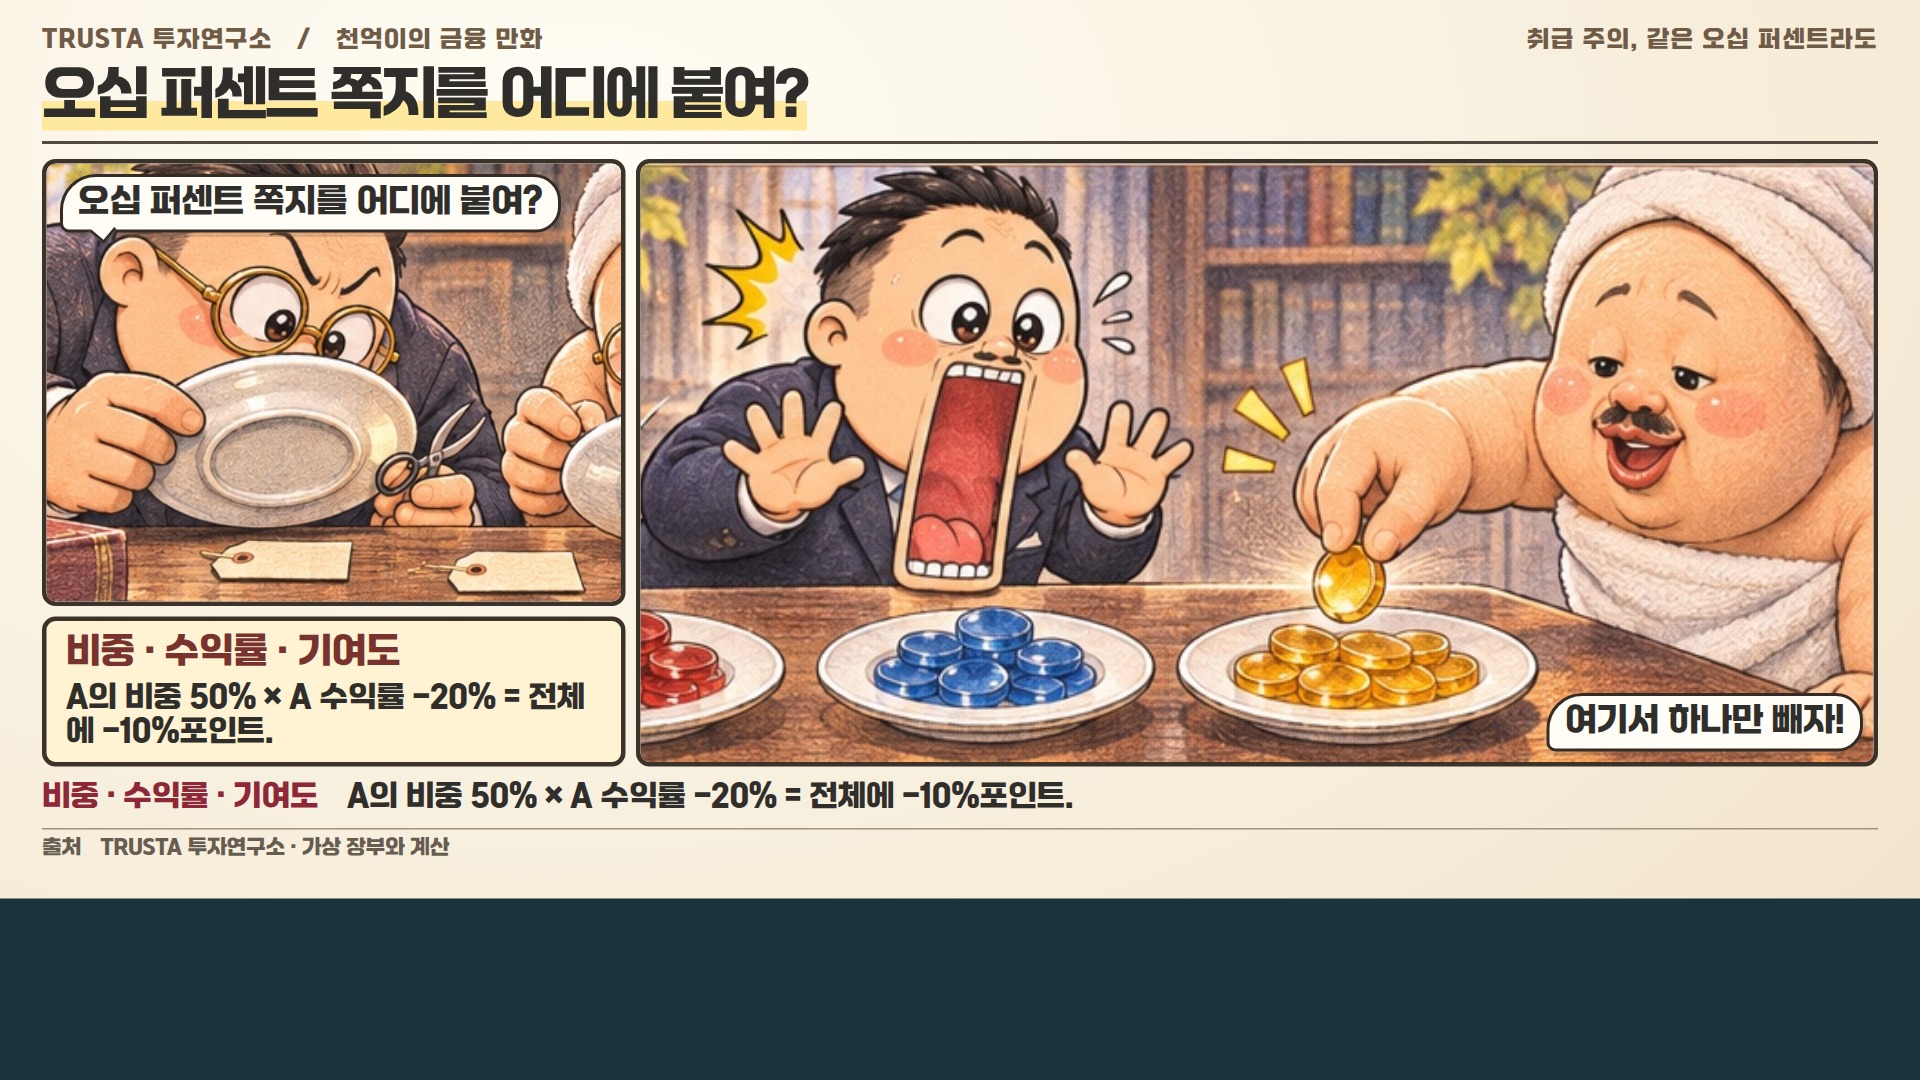 TRUSTA 투자연구소 / 천억이의 금융 만화
취급 주의, 같은 오십 퍼센트라도
오십 퍼센트 쪽지를 어디에 붙여?
오십 퍼센트 쪽지를 어디에 붙여?
여기서 하나만 빼자!
비중 · 수익률 · 기여도
A의 비중 50% × A 수익률 −20% = 전체
에 −10%포인트.
비중 · 수익률 · 기여도 A의 비중 50% × A 수익률 −20% = 전체에 −10%포인트.
출처 TRUSTA 투자연구소 · 가상 장부와 계산